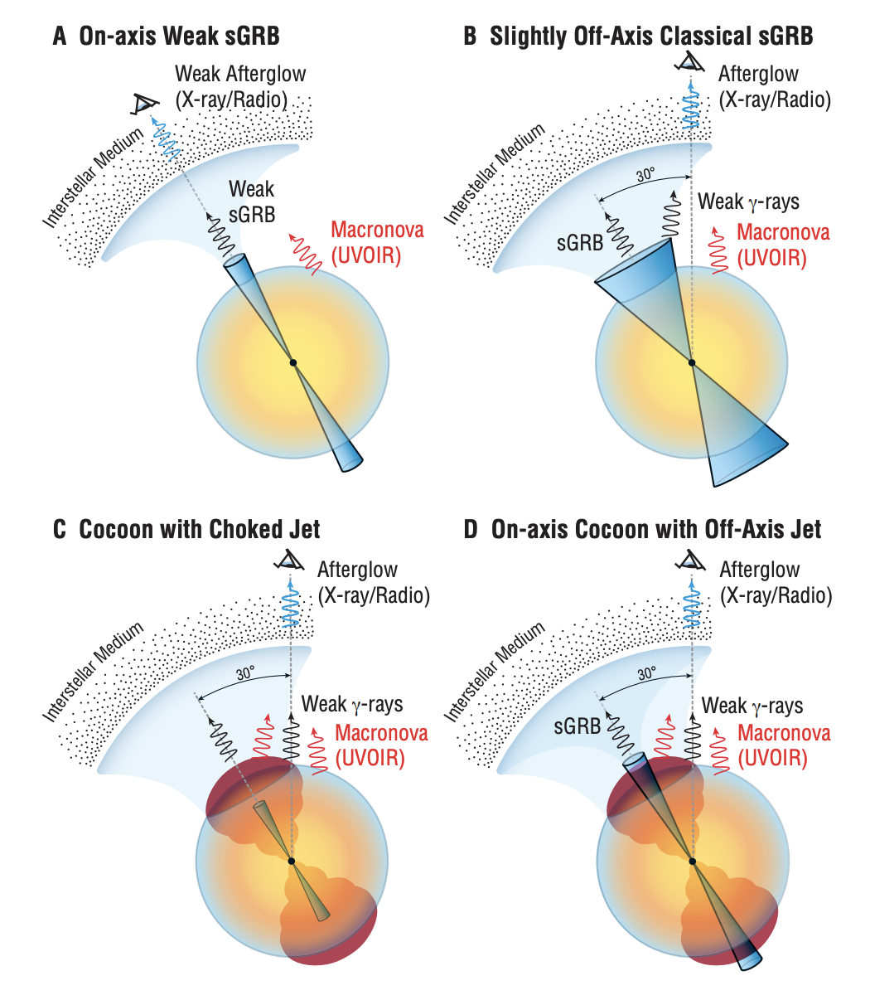 A On-axis Weak sGRB
Weak Afterglow
(X-ray/Radio)
Interstellar Medium
Weak
sGRB
Macronova
(UVOIR)
B Slightly Off-Axis Classical sGRB
Afterglow
(X-ray/Radio)
Interstellar Medium
30°
Weak γ-rays
sGRB
Macronova
(UVOIR)
C Cocoon with Choked Jet
Afterglow
(X-ray/Radio)
Interstellar Medium
30°
Weak γ-rays
Macronova
(UVOIR)
D On-axis Cocoon with Off-Axis Jet
Afterglow
(X-ray/Radio)
Interstellar Medium
30°
Weak γ-rays
sGRB
Macronova
(UVOIR)